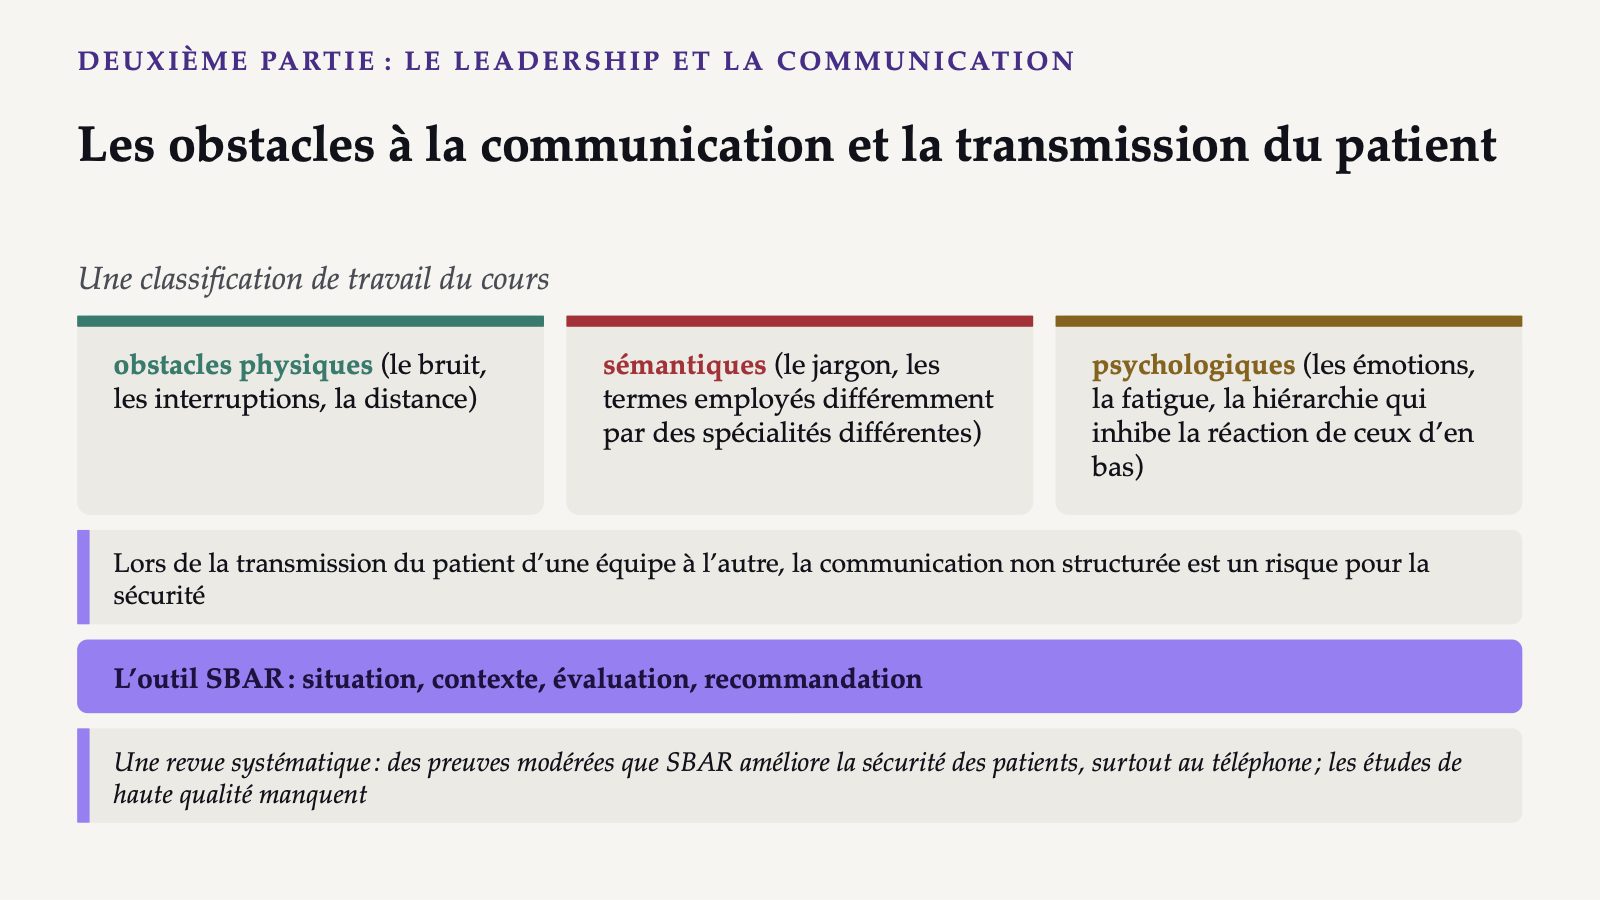 DEUXIÈME PARTIE : LE LEADERSHIP ET LA COMMUNICATION
Les obstacles à la communication et la transmission du patient
Une classification de travail du cours
obstacles physiques (le bruit,
les interruptions, la distance)
sémantiques (le jargon, les
termes employés différemment
par des spécialités différentes)
psychologiques (les émotions,
la fatigue, la hiérarchie qui
inhibe la réaction de ceux d’en
bas)
Lors de la transmission du patient d’une équipe à l’autre, la communication non structurée est un risque pour la
sécurité
L’outil SBAR : situation, contexte, évaluation, recommandation
Une revue systématique : des preuves modérées que SBAR améliore la sécurité des patients, surtout au téléphone ; les études de
haute qualité manquent